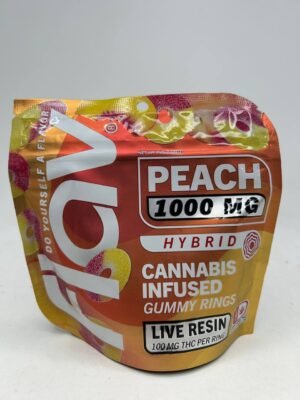 DO YOURSELF A FLAVOR
flav®
PEACH
1000 MG
HYBRID
CANNABIS
INFUSED
GUMMY RINGS
LIVE RESIN
100 MG THC PER RING